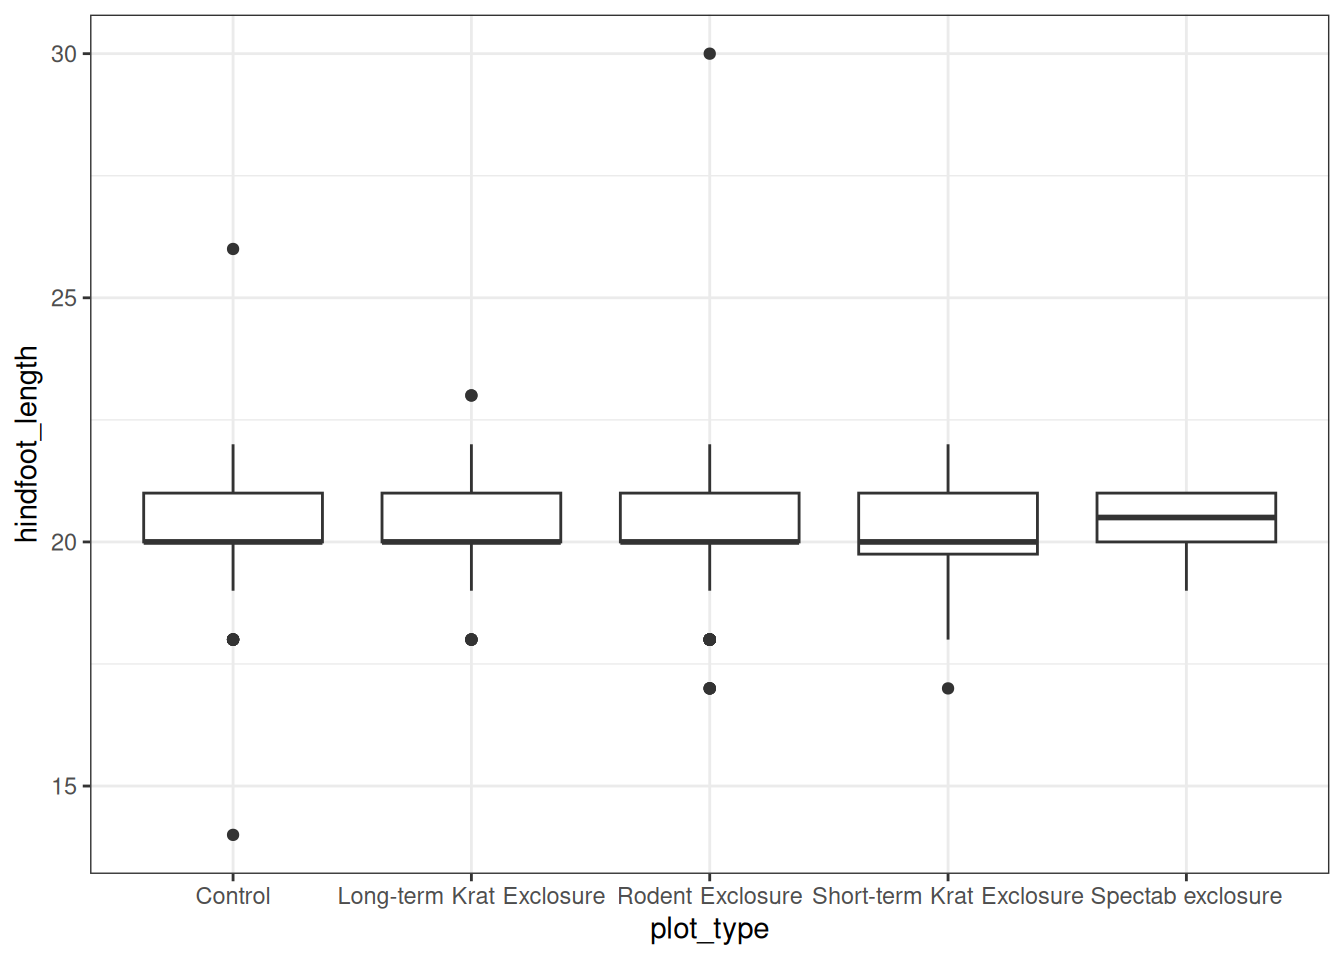 30
25
20
15
hindfoot_length
Control Long-term Krat Exclosure Rodent Exclosure Short-term Krat Exclosure Spectab exclosure
plot_type